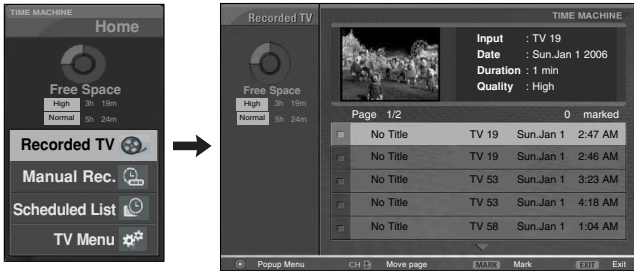 TIME MACHINE
Home
Free Space
High 3h 19m
Normal 5h 24m
Recorded TV
Manual Rec.
Scheduled List
TV Menu
Recorded TV
TIME MACHINE
Free Space
High 3h 19m
Normal 5h 24m
Input : TV 19
Date : Sun.Jan 1 2006
Duration : 1 min
Quality : High
Page 1/2 0 marked
No Title TV 19 Sun.Jan 1 2:47 AM
No Title TV 19 Sun.Jan 1 2:46 AM
No Title TV 53 Sun.Jan 1 3:23 AM
No Title TV 53 Sun.Jan 1 4:18 AM
No Title TV 58 Sun.Jan 1 1:04 AM
Popup Menu CH Move page MARK Mark EXIT Exit